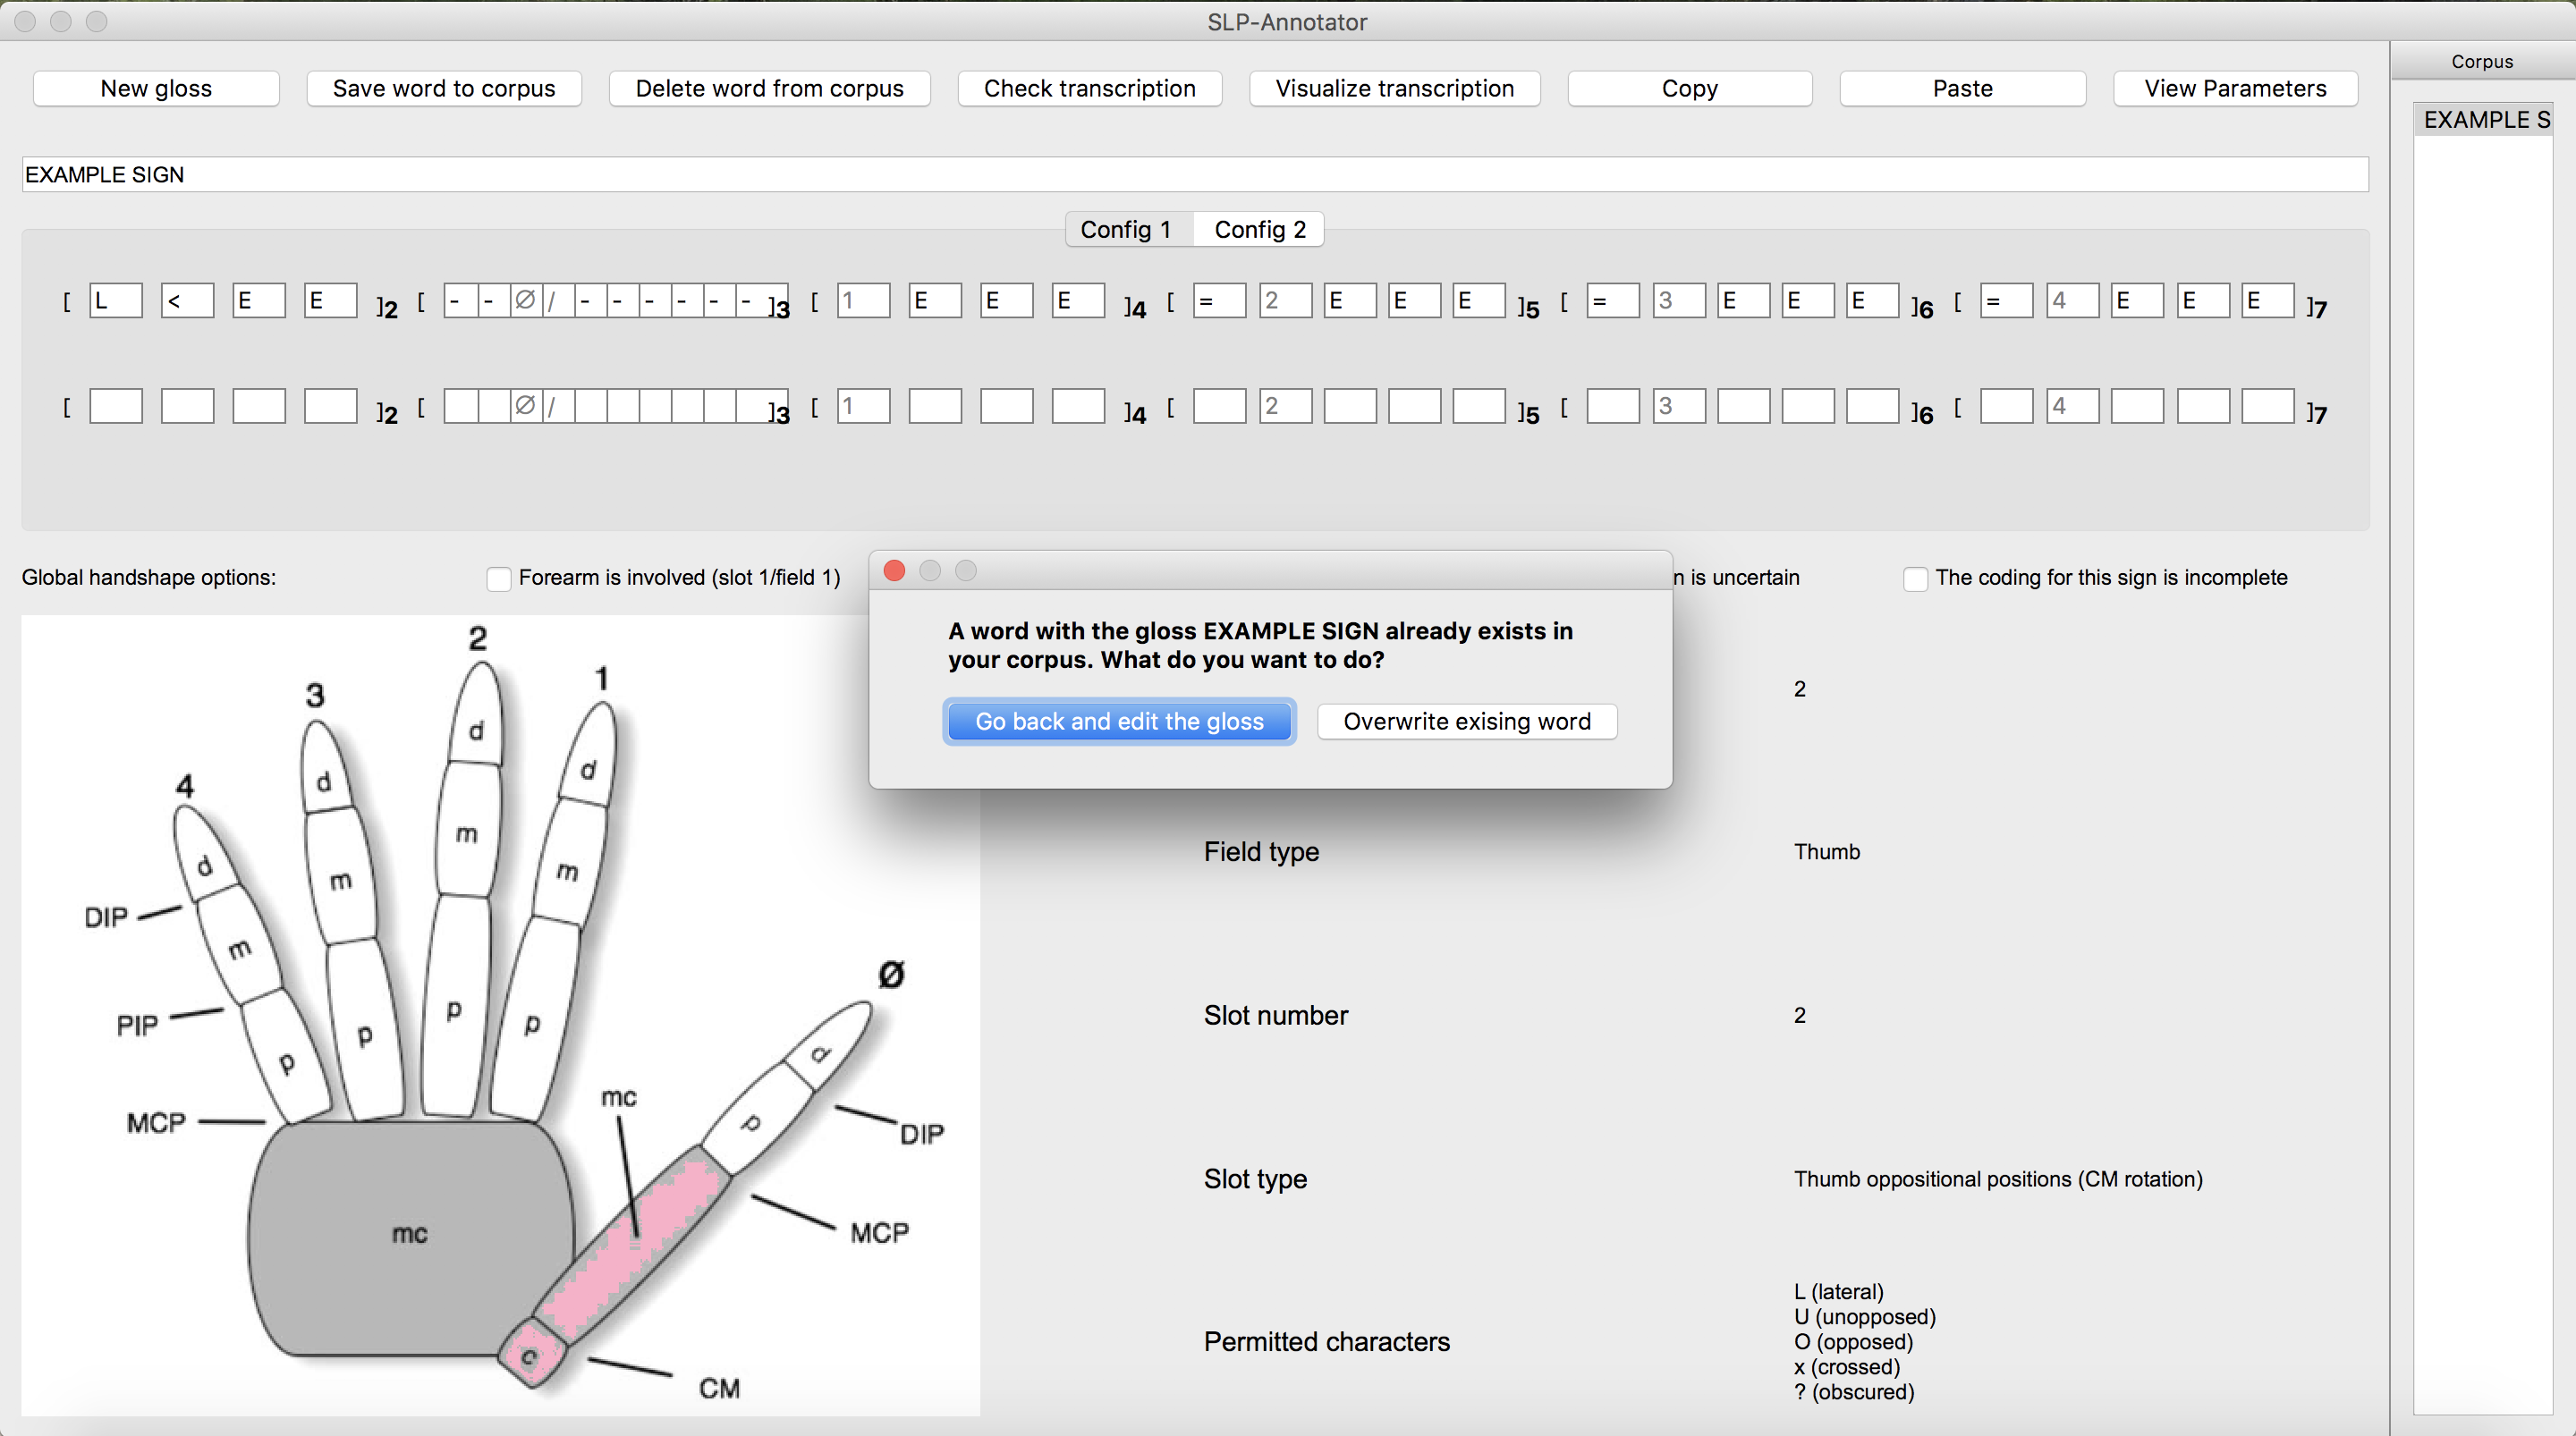 SLP-Annotator
New gloss Save word to corpus Delete word from corpus Check transcription Visualize transcription Copy Paste View Parameters
Corpus
EXAMPLE S
EXAMPLE SIGN
Config 1 Config 2
[ L < E E ]2 [ - - ∅ / - - - - - - ]3 [ 1 E E E ]4 [ = 2 E E E ]5 [ = 3 E E E ]6 [ = 4 E E E ]7
[ ]2 [ ∅ / ]3 [ 1 ]4 [ 2 ]5 [ 3 ]6 [ 4 ]7
Global handshape options: Forearm is involved (slot 1/field 1) n is uncertain The coding for this sign is incomplete
A word with the gloss EXAMPLE SIGN already exists in
your corpus. What do you want to do?
Go back and edit the gloss Overwrite exising word
2
Field type Thumb
Slot number 2
Slot type Thumb oppositional positions (CM rotation)
Permitted characters
L (lateral)
U (unopposed)
O (opposed)
x (crossed)
? (obscured)
4 3 2 1 Ø
d d d d d
m m m m
p p p p p
DIP
PIP
MCP
mc
mc
DIP
MCP
c
CM